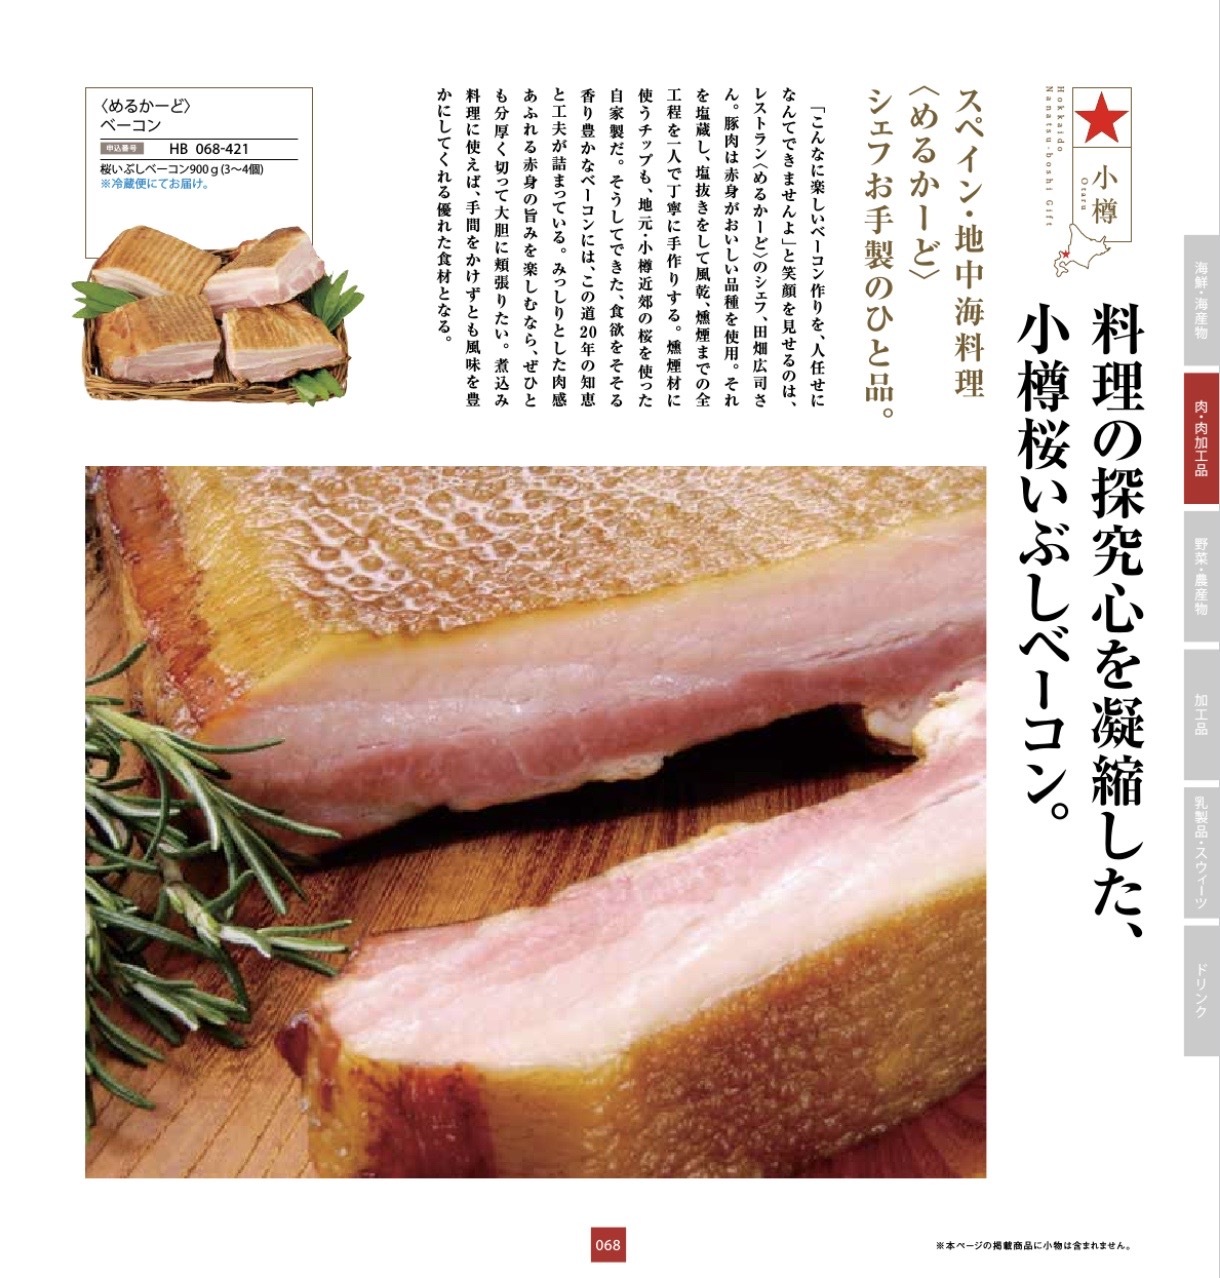 料理の探究心を凝縮した、
小樽桜いぶしベーコン。
小樽
Otaru
Hokkaido
Nanatsu-boshi Gift
スペイン・地中海料理
〈めるかーど〉
シェフお手製のひと品。
「こんなに楽しいベーコン作りを、人任せに
なんてできませんよ」と笑顔を見せるのは、
レストラン〈めるかーど〉のシェフ、田畑広司さ
ん。豚肉は赤身がおいしい品種を使用。それ
を塩蔵し、塩抜きをして風乾、燻煙までの全
工程を一人で丁寧に手作りする。燻煙材に
使うチップも、地元・小樽近郊の桜を使った
自家製だ。そうしてできた、食欲をそそる
香り豊かなベーコンには、この道20年の知恵
と工夫が詰まっている。みっしりとした肉感
あふれる赤身の旨みを楽しむなら、ぜひと
も分厚く切って大胆に頬張りたい。煮込み
料理に使えば、手間をかけずとも風味を豊
かにしてくれる優れた食材となる。
〈めるかーど〉
ベーコン
申込番号 HB 068-421
桜いぶしベーコン900g(3〜4個)
※冷蔵便にてお届け。
海鮮・海産物
肉・肉加工品
野菜・農産物
加工品
乳製品・スウィーツ
ドリンク
068
※本ページの掲載商品に小物は含まれません。